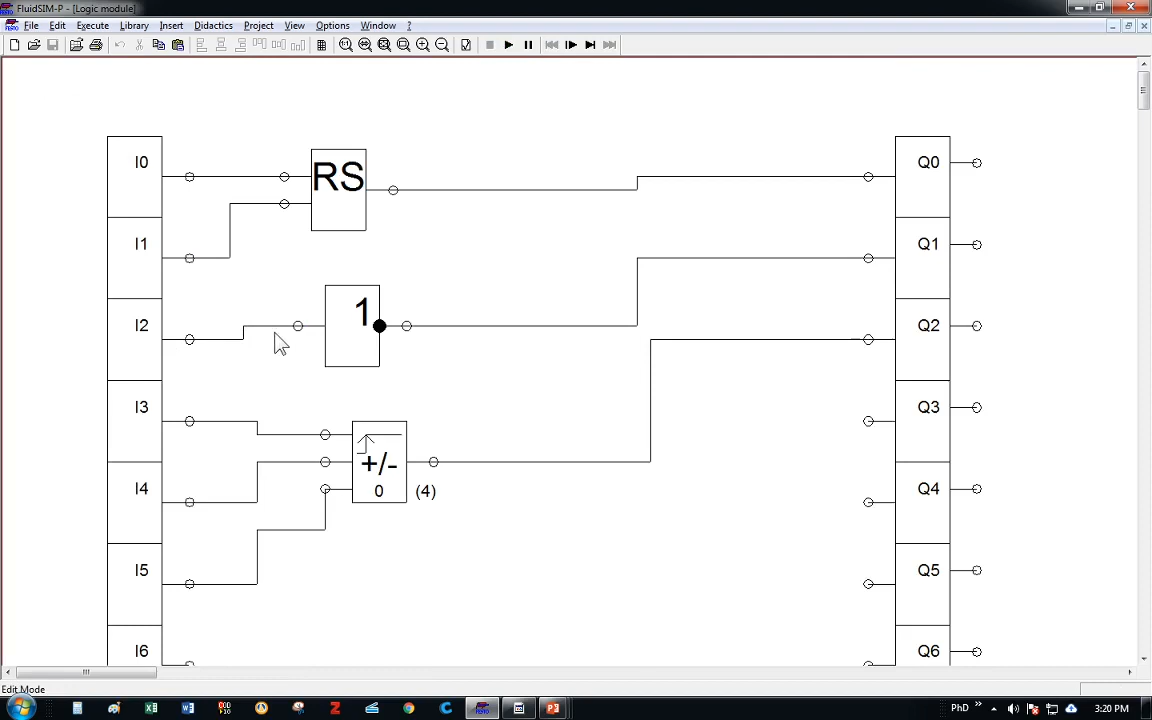 FluidSIM-P - [Logic module]
File Edit Execute Library Insert Didactics Project View Options Window ?
I0
RS
Q0
I1
Q1
I2
1
Q2
I3
Q3
+/-
I4
0
(4)
Q4
I5
Q5
I6
Q6
Edit Mode
PhD
3:20 PM